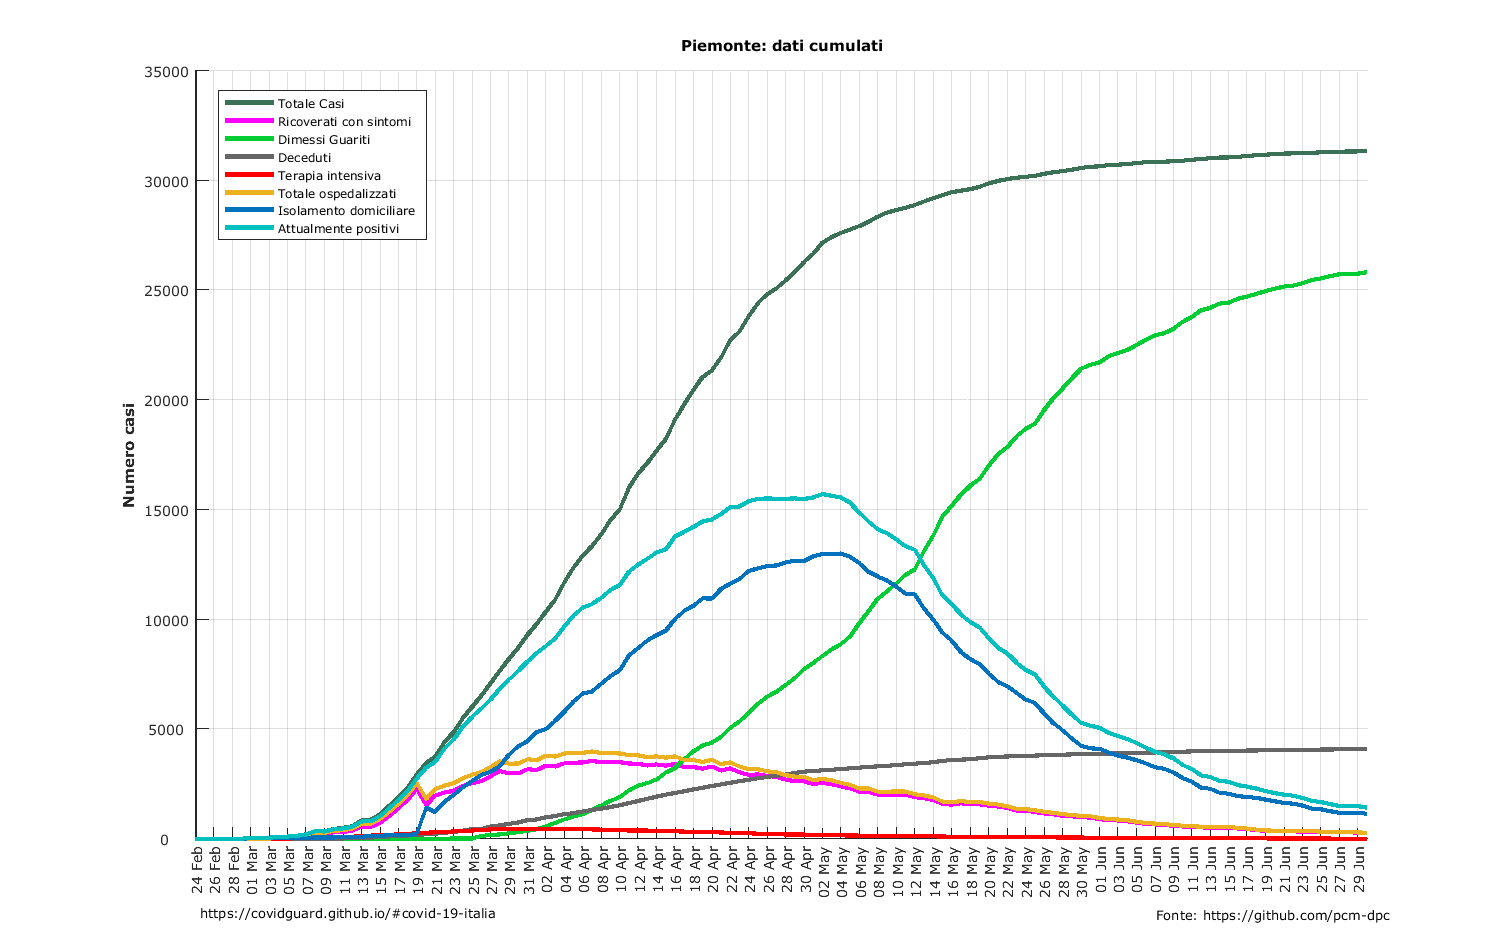 Piemonte: dati cumulati
35000
30000
25000
20000
15000
10000
5000
0
Numero casi
Totale Casi
Ricoverati con sintomi
Dimessi Guariti
Deceduti
Terapia intensiva
Totale ospedalizzati
Isolamento domiciliare
Attualmente positivi
24 Feb
26 Feb
28 Feb
01 Mar
03 Mar
05 Mar
07 Mar
09 Mar
11 Mar
13 Mar
15 Mar
17 Mar
19 Mar
21 Mar
23 Mar
25 Mar
27 Mar
29 Mar
31 Mar
02 Apr
04 Apr
06 Apr
08 Apr
10 Apr
12 Apr
14 Apr
16 Apr
18 Apr
20 Apr
22 Apr
24 Apr
26 Apr
28 Apr
30 Apr
02 May
04 May
06 May
08 May
10 May
12 May
14 May
16 May
18 May
20 May
22 May
24 May
26 May
28 May
30 May
01 Jun
03 Jun
05 Jun
07 Jun
09 Jun
11 Jun
13 Jun
15 Jun
17 Jun
19 Jun
21 Jun
23 Jun
25 Jun
27 Jun
29 Jun
https://covidguard.github.io/#covid-19-italia
Fonte: https://github.com/pcm-dpc